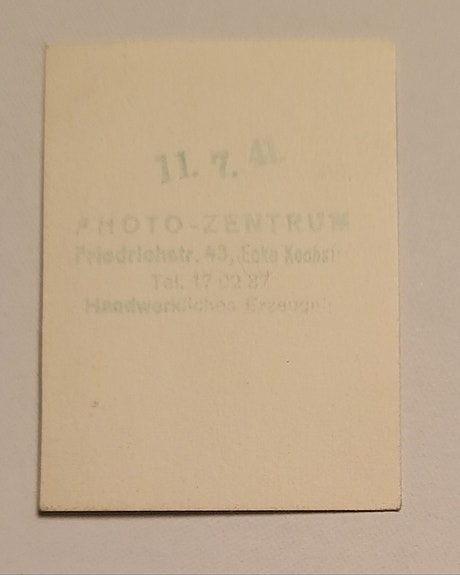 11. 7. 41.
PHOTO-ZENTRUM
Friedrichstr. 43, Ecke Kochstr
Tel. 17 02 87
Handwerkliches Erzeugnis